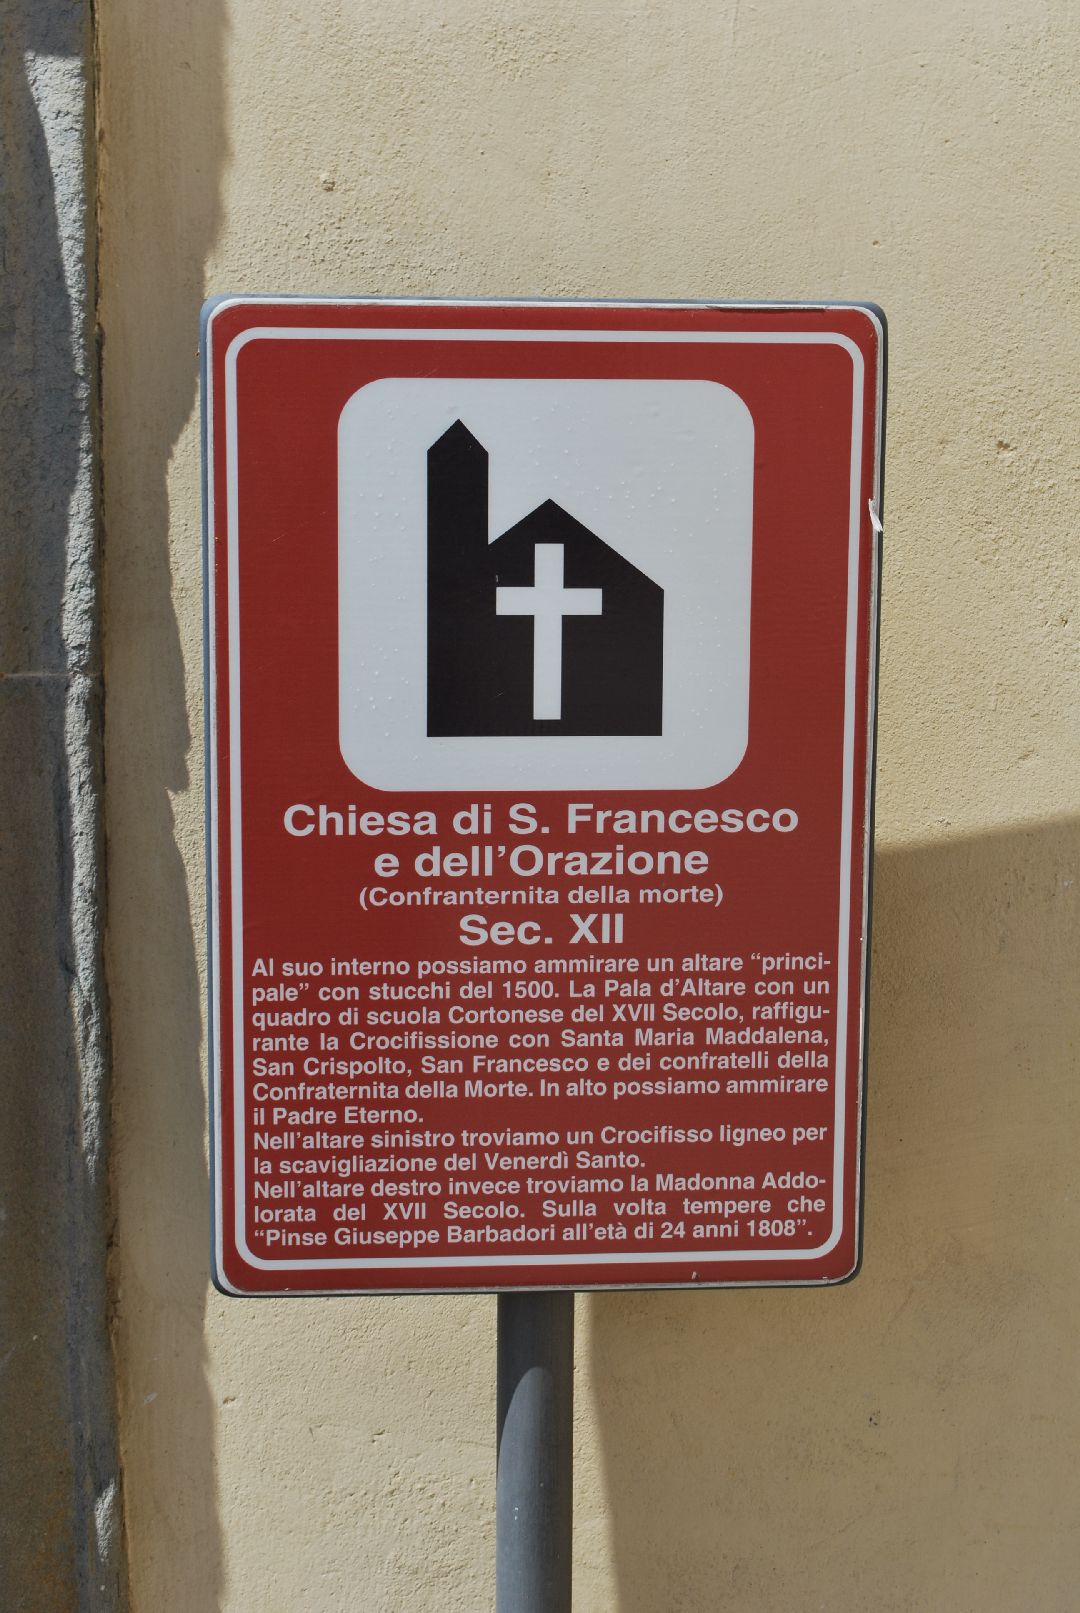 Chiesa di S. Francesco
e dell'Orazione
(Confranternita della morte)
Sec. XII
Al suo interno possiamo ammirare un altare “princi-
pale” con stucchi del 1500. La Pala d'Altare con un
quadro di scuola Cortonese del XVII Secolo, raffigu-
rante la Crocifissione con Santa Maria Maddalena,
San Crispolto, San Francesco e dei confratelli della
Confraternita della Morte. In alto possiamo ammirare
il Padre Eterno.
Nell'altare sinistro troviamo un Crocifisso ligneo per
la scavigliazione del Venerdì Santo.
Nell'altare destro invece troviamo la Madonna Addo-
lorata del XVII Secolo. Sulla volta tempere che
“Pinse Giuseppe Barbadori all'età di 24 anni 1808”.